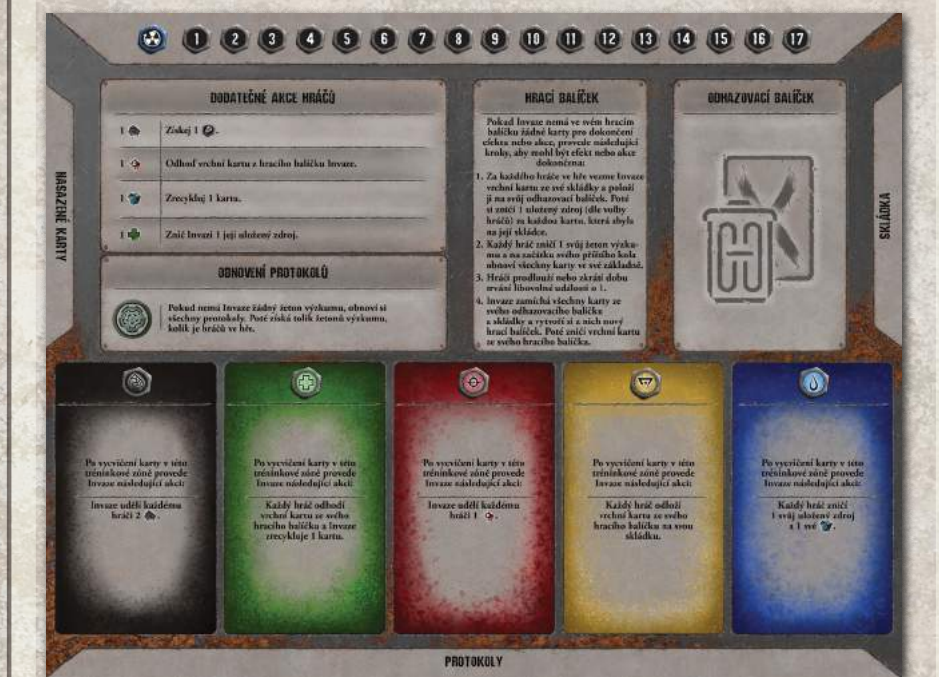 1 2 3 4 5 6 7 8 9 10 11 12 13 14 15 16 17
DODATEČNÉ AKCE HRÁČŮ
1 Získej 1 .
1 Odhoď vrchní kartu z hracího balíčku Invaze.
1 Zrecykluj 1 kartu.
1 Znič Invazi 1 její uložený zdroj.
OBNOVENÍ PROTOKOLŮ
Pokud nemá Invaze žádný žeton výzkumu, obnoví si
všechny protokoly. Poté získá tolik žetonů výzkumu,
kolik je hráčů ve hře.
HRACÍ BALÍČEK
Pokud Invaze nemá ve svém hracím
balíčku žádné karty pro dokončení
efektu nebo akce, provede následující
kroky, aby mohl být efekt nebo akce
dokončena:
1. Za každého hráče ve hře vezme Invaze
vrchní kartu ze své skládky a položí
ji na svůj odhazovací balíček. Poté
si zničí 1 uložený zdroj (dle volby
hráčů) za každou kartu, která zbyla
na její skládce.
2. Každý hráč zničí 1 svůj žeton výzku-
mu a na začátku svého příštího kola
obnoví všechny karty ve své základně.
3. Hráči prodlouží nebo zkrátí dobu
trvání libovolné události o 1.
4. Invaze zamíchá všechny karty ze
svého odhazovacího balíčku
a skládky a vytvoří si z nich nový
hrací balíček. Poté zničí vrchní kartu
ze svého hracího balíčku.
ODHAZOVACÍ BALÍČEK
NASAZENÉ KARTY
SKLÁDKA
Po vycvičení karty v této
tréninkové zóně provede
Invaze následující akci:
Invaze udělí každému
hráči 2 .
Po vycvičení karty v této
tréninkové zóně provede
Invaze následující akci:
Každý hráč odhodí
vrchní kartu ze svého
hracího balíčku a Invaze
zrecykluje 1 kartu.
Po vycvičení karty v této
tréninkové zóně provede
Invaze následující akci:
Invaze udělí každému
hráči 1 .
Po vycvičení karty v této
tréninkové zóně provede
Invaze následující akci:
Každý hráč odloží
vrchní kartu ze svého
hracího balíčku na svou
skládku.
Po vycvičení karty v této
tréninkové zóně provede
Invaze následující akci:
Každý hráč zničí
1 svůj uložený zdroj
a 1 své .
PROTOKOLY